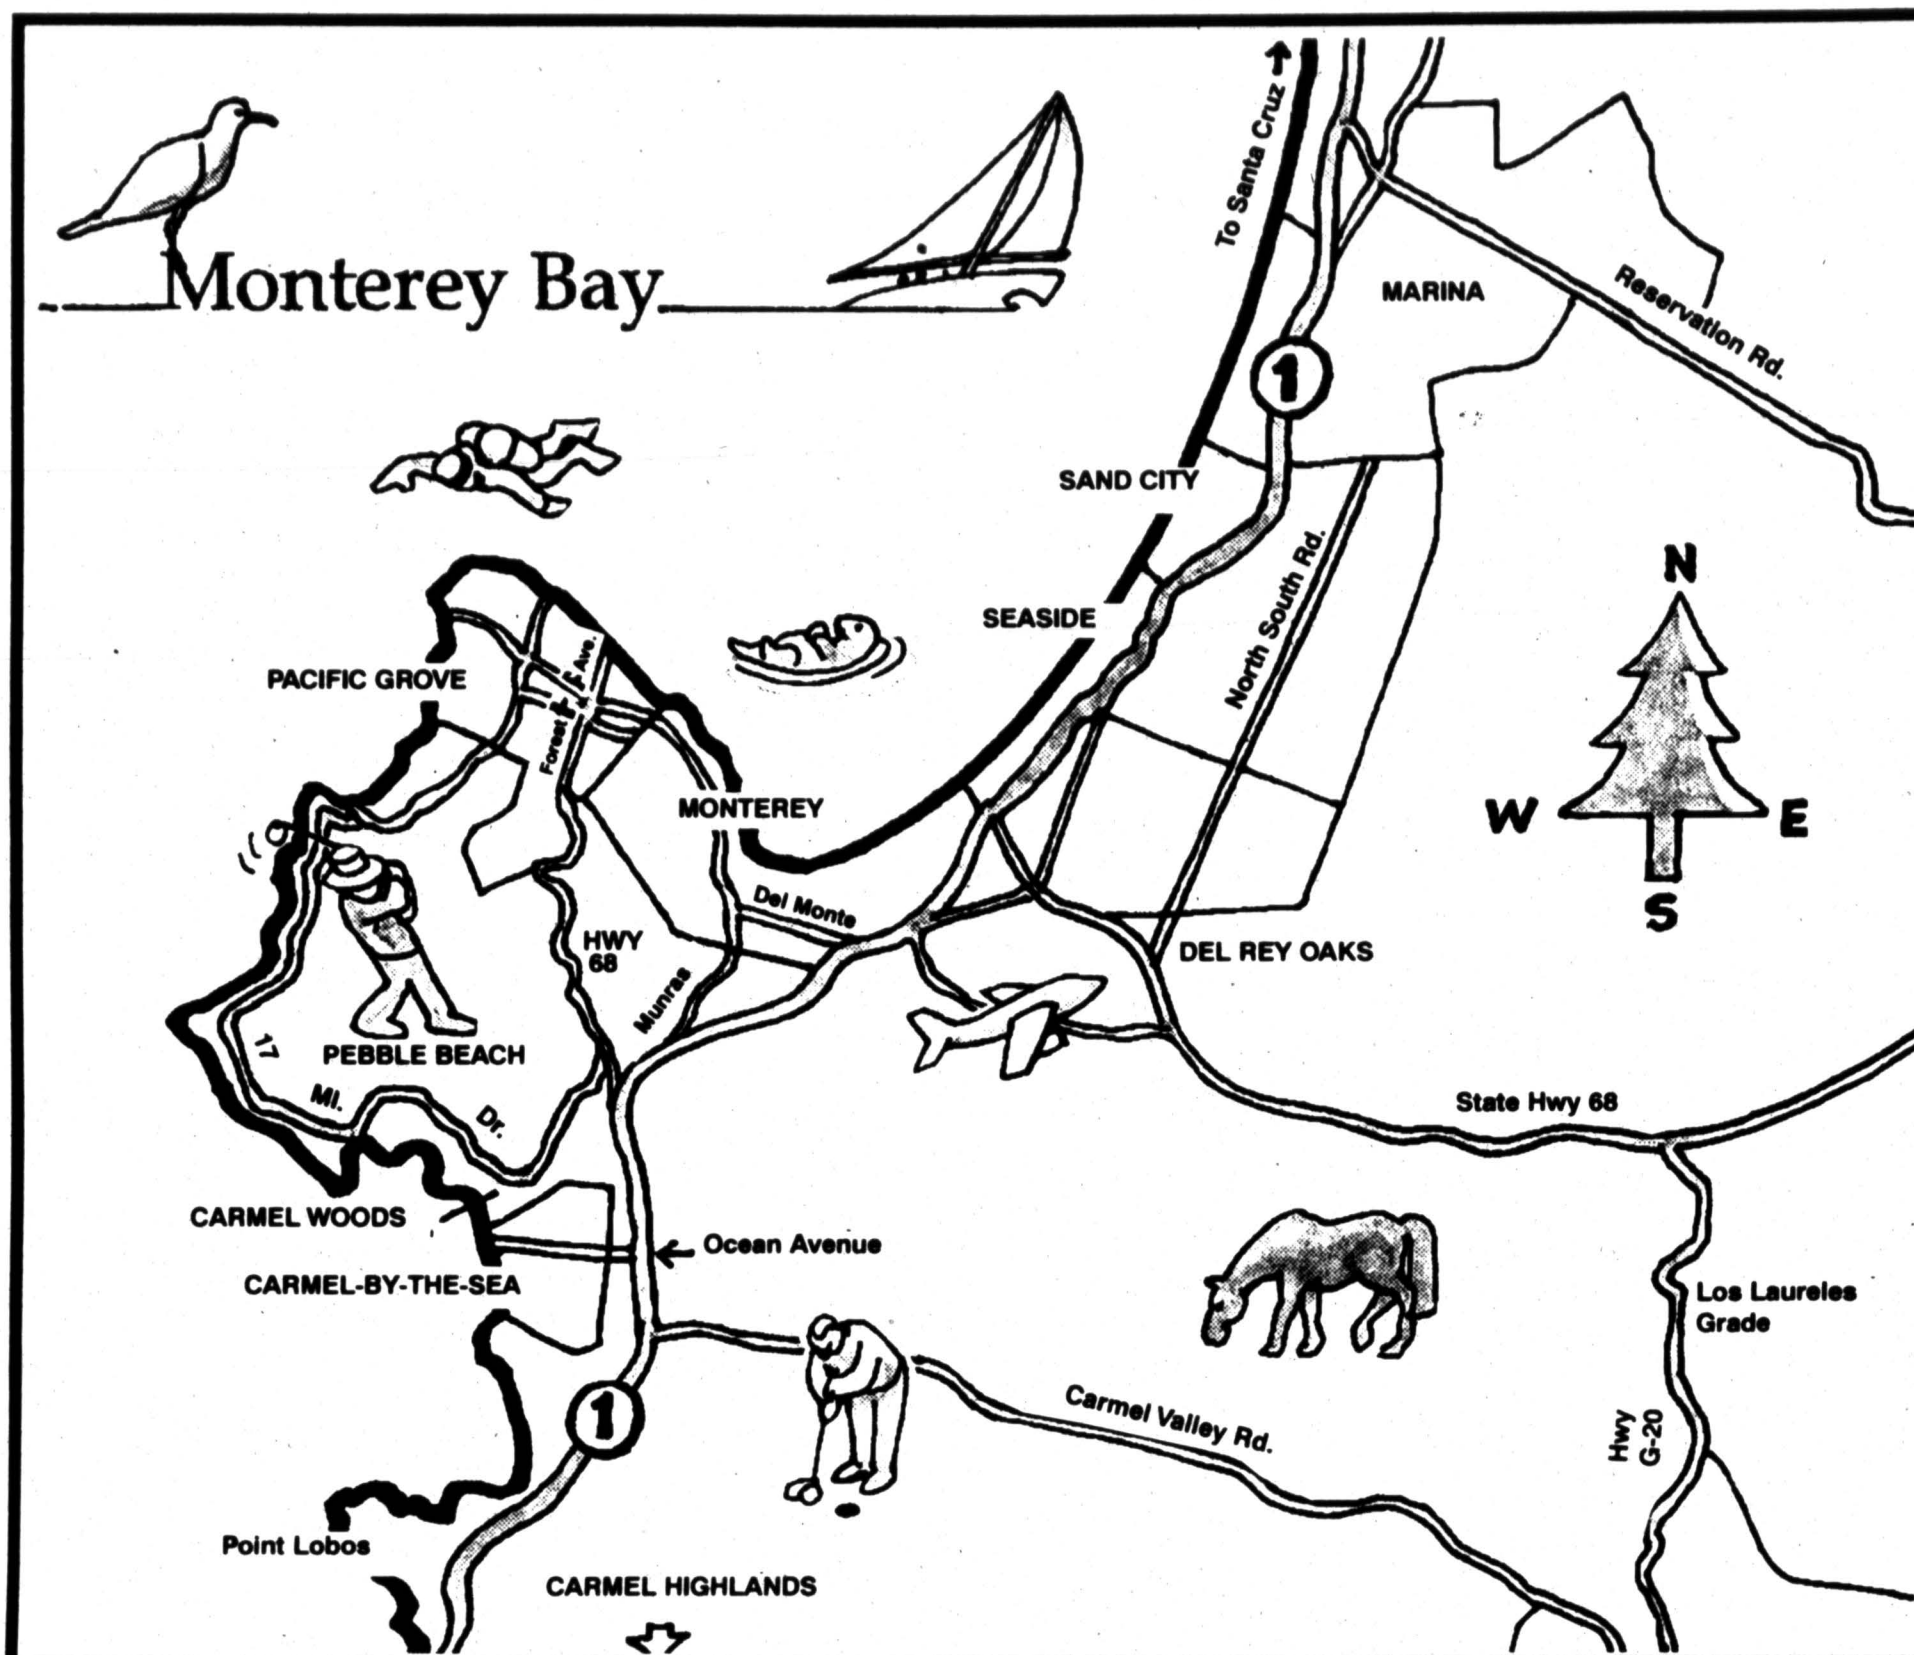 To Santa Cruz
Monterey Bay
MARINA
Reservation Rd.
1
SAND CITY
North South Rd.
N
SEASIDE
PACIFIC GROVE
Forest Ave.
MONTEREY
W
E
S
Del Monte
HWY
68
Munras
DEL REY OAKS
17
MI.
Dr.
PEBBLE BEACH
State Hwy 68
CARMEL WOODS
Ocean Avenue
CARMEL-BY-THE-SEA
Los Laureles
Grade
1
Carmel Valley Rd.
Hwy
G-20
Point Lobos
CARMEL HIGHLANDS